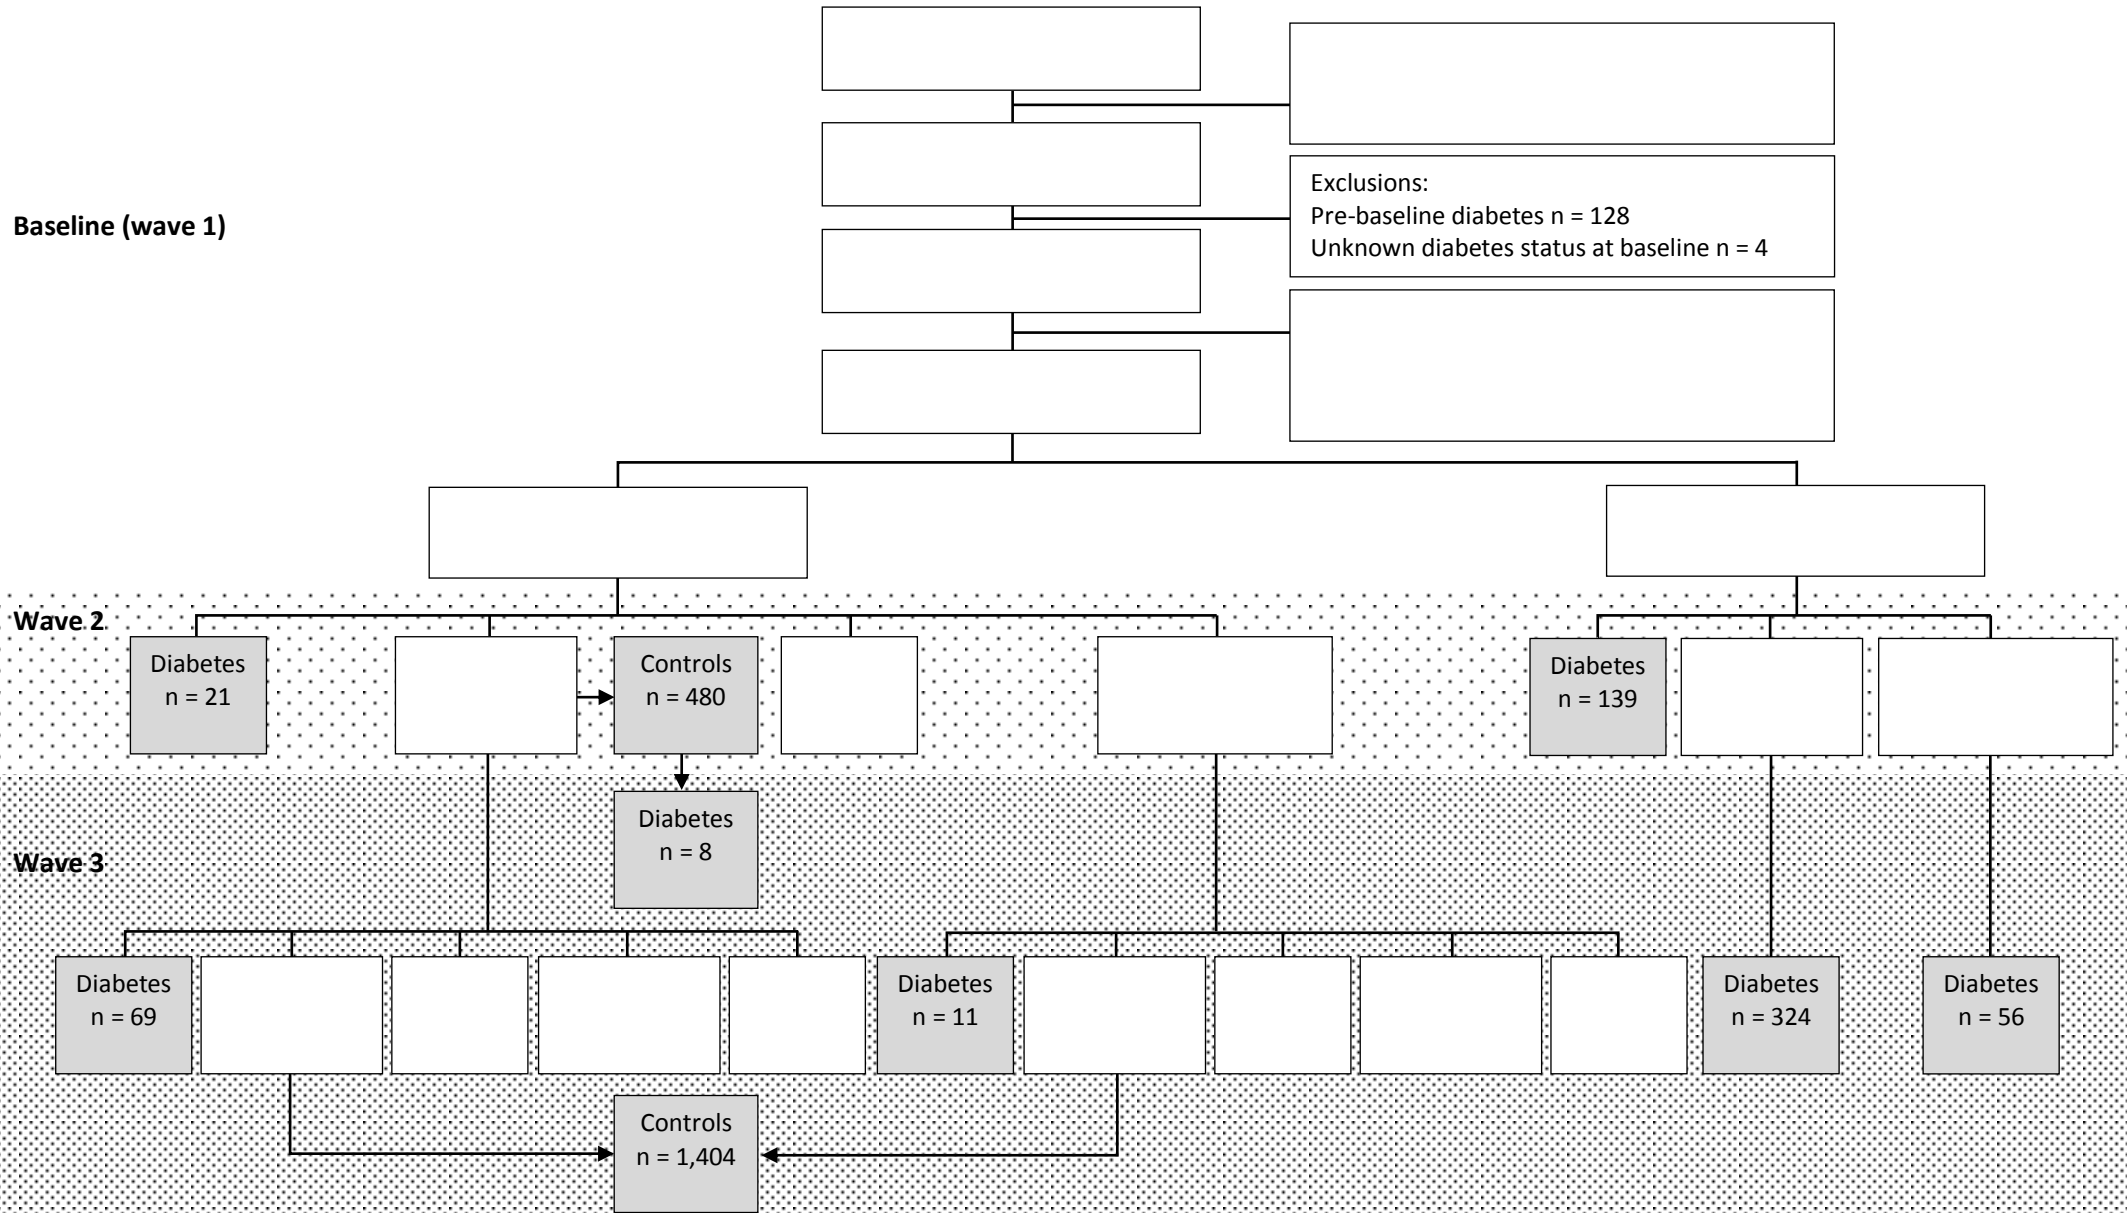 Exclusions:
Pre-baseline diabetes n = 128
Unknown diabetes status at baseline n = 4
Baseline (wave 1)
Wave 2
Diabetes
n = 21
Controls
n = 480
Diabetes
n = 139
Diabetes
n = 8
Wave 3
Diabetes
n = 69
Diabetes
n = 11
Diabetes
n = 324
Diabetes
n = 56
Controls
n = 1,404